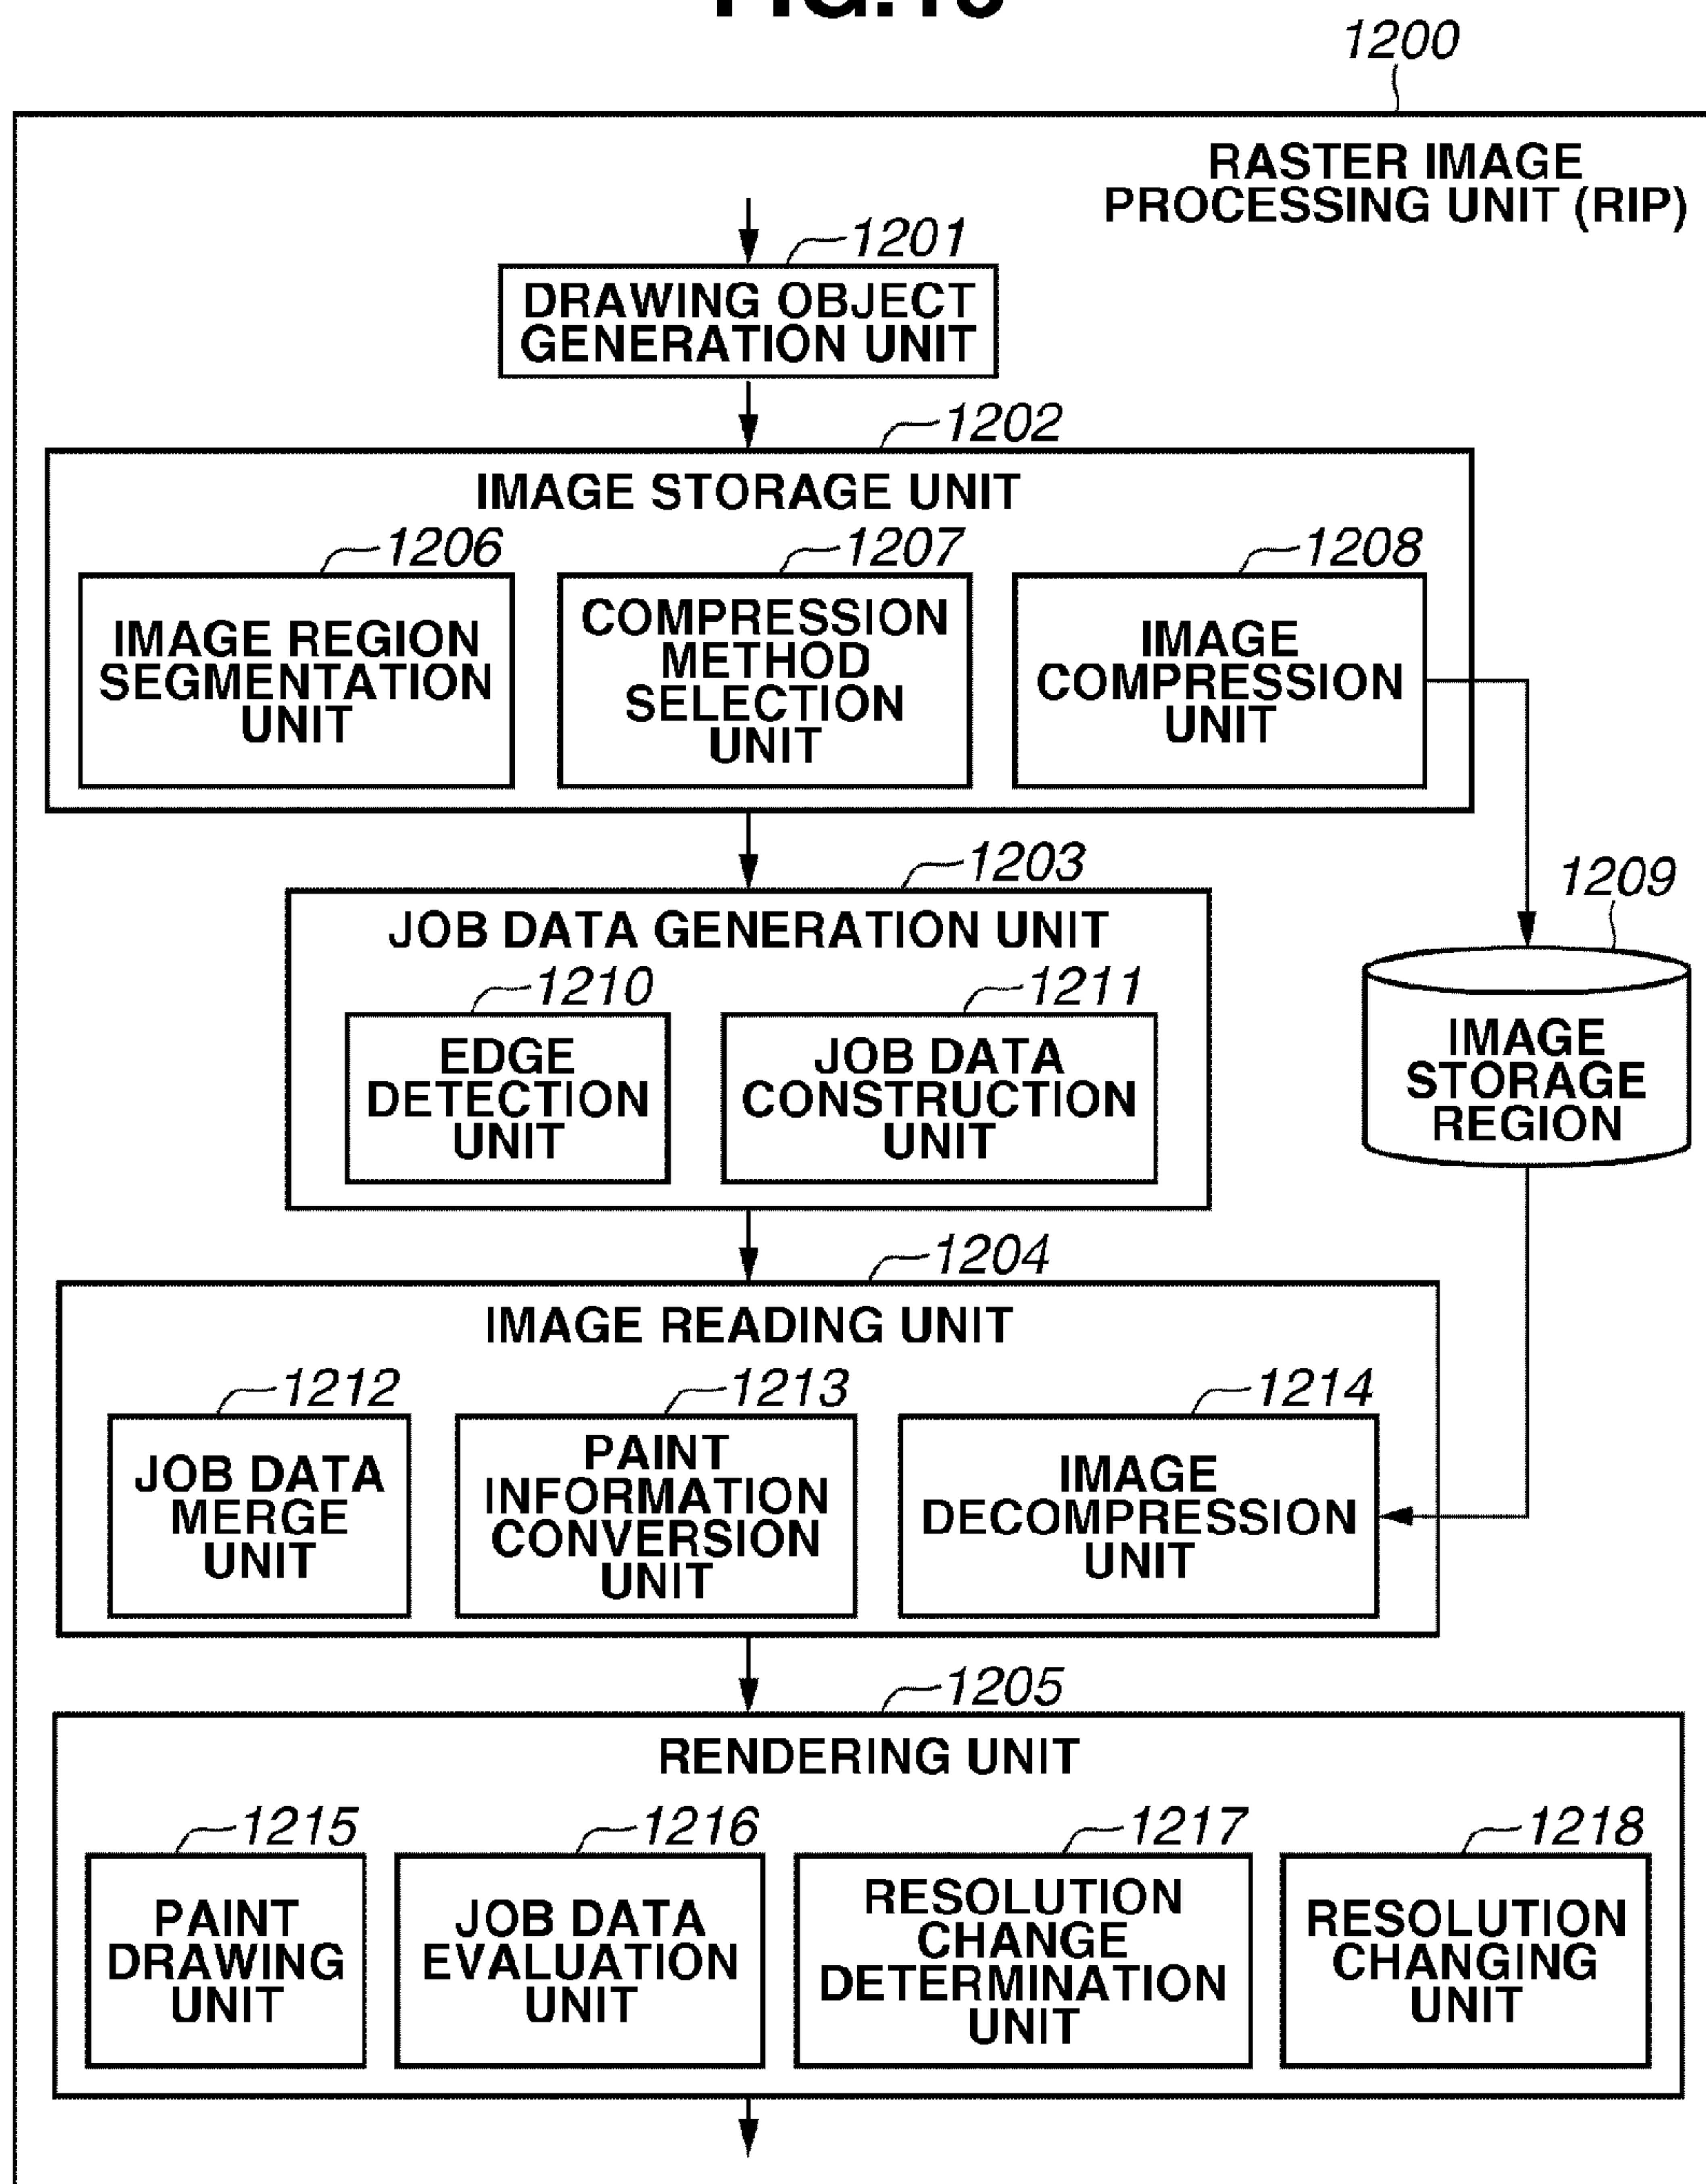 1200
RASTER IMAGE
PROCESSING UNIT (RIP)
1201
DRAWING OBJECT
GENERATION UNIT
1202
IMAGE STORAGE UNIT
1206
IMAGE REGION
SEGMENTATION
UNIT
1207
COMPRESSION
METHOD
SELECTION
UNIT
1208
IMAGE
COMPRESSION
UNIT
1203
JOB DATA GENERATION UNIT
1210
EDGE
DETECTION
UNIT
1211
JOB DATA
CONSTRUCTION
UNIT
1209
IMAGE
STORAGE
REGION
1204
IMAGE READING UNIT
1212
JOB DATA
MERGE
UNIT
1213
PAINT
INFORMATION
CONVERSION
UNIT
1214
IMAGE
DECOMPRESSION
UNIT
1205
RENDERING UNIT
1215
PAINT
DRAWING
UNIT
1216
JOB DATA
EVALUATION
UNIT
1217
RESOLUTION
CHANGE
DETERMINATION
UNIT
1218
RESOLUTION
CHANGING
UNIT